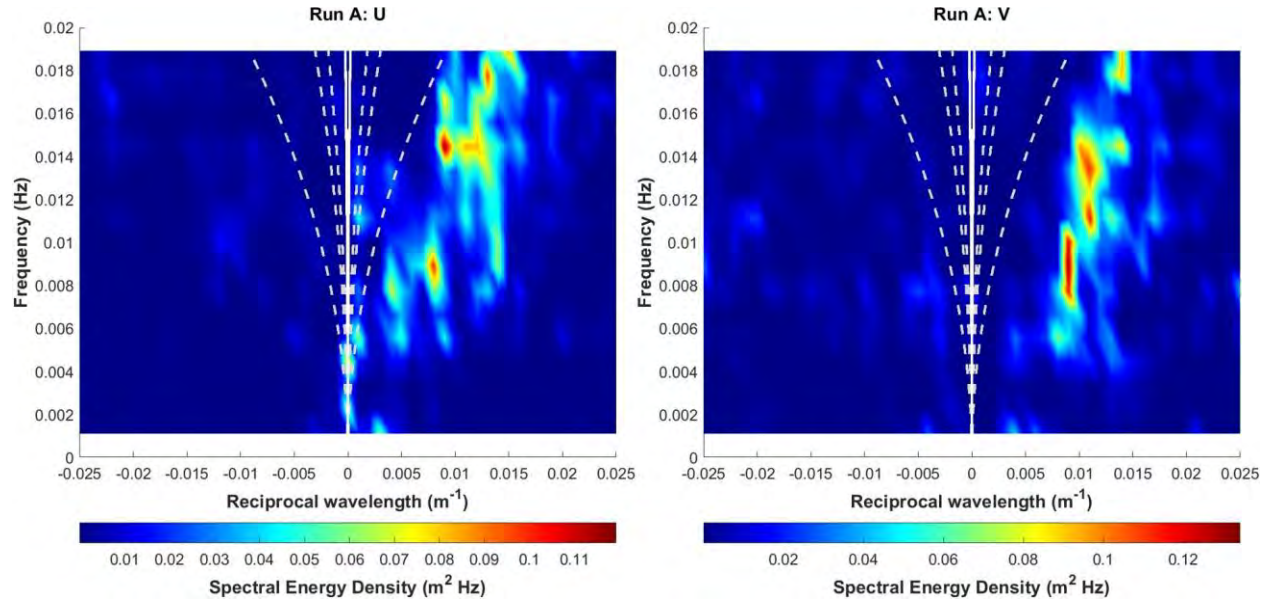 Run A: U
0.02
0.018
0.016
0.014
0.012
0.01
0.008
0.006
0.004
0.002
0
Frequency (Hz)
-0.025 -0.02 -0.015 -0.01 -0.005 0 0.005 0.01 0.015 0.02 0.025
Reciprocal wavelength (m⁻¹)
0.01 0.02 0.03 0.04 0.05 0.06 0.07 0.08 0.09 0.1 0.11
Spectral Energy Density (m² Hz)
Run A: V
0.02
0.018
0.016
0.014
0.012
0.01
0.008
0.006
0.004
0.002
0
Frequency (Hz)
-0.025 -0.02 -0.015 -0.01 -0.005 0 0.005 0.01 0.015 0.02 0.025
Reciprocal wavelength (m⁻¹)
0.02 0.04 0.06 0.08 0.1 0.12
Spectral Energy Density (m² Hz)